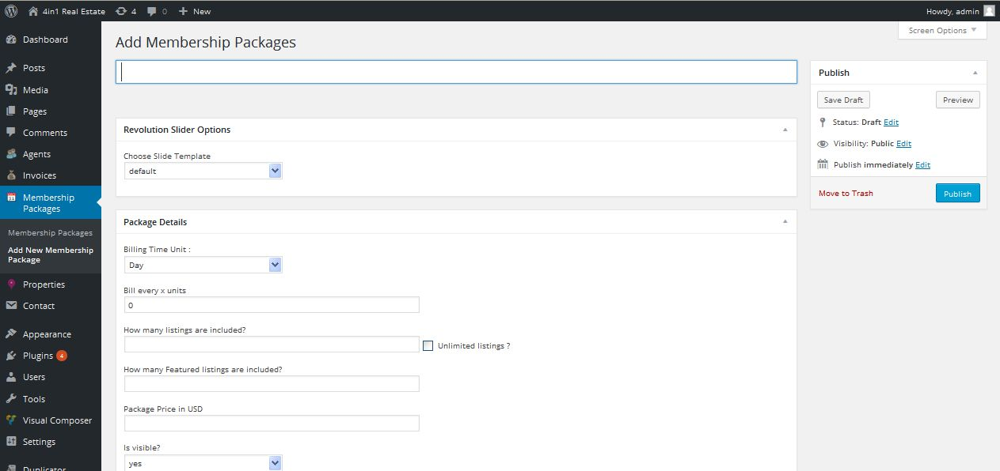 4in1 Real Estate 4 0 New Howdy, admin
Screen Options
Dashboard
Posts
Media
Pages
Comments
Agents
Invoices
Membership
Packages
Membership Packages
Add New Membership
Package
Properties
Contact
Appearance
Plugins 4
Users
Tools
Visual Composer
Settings
Duplicator
Add Membership Packages
Revolution Slider Options
Choose Slide Template
default
Package Details
Billing Time Unit :
Day
Bill every x units
0
How many listings are included?
Unlimited listings ?
How many Featured listings are included?
Package Price in USD
Is visible?
yes
Publish
Save Draft Preview
Status: Draft Edit
Visibility: Public Edit
Publish immediately Edit
Move to Trash Publish